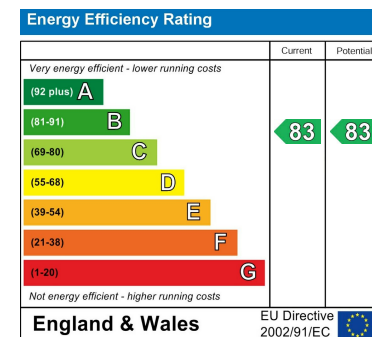 Energy Efficiency Rating
Current Potential
Very energy efficient - lower running costs
(92 plus) A
(81-91) B
83 83
(69-80) C
(55-68) D
(39-54) E
(21-38) F
(1-20) G
Not energy efficient - higher running costs
England & Wales
EU Directive
2002/91/EC